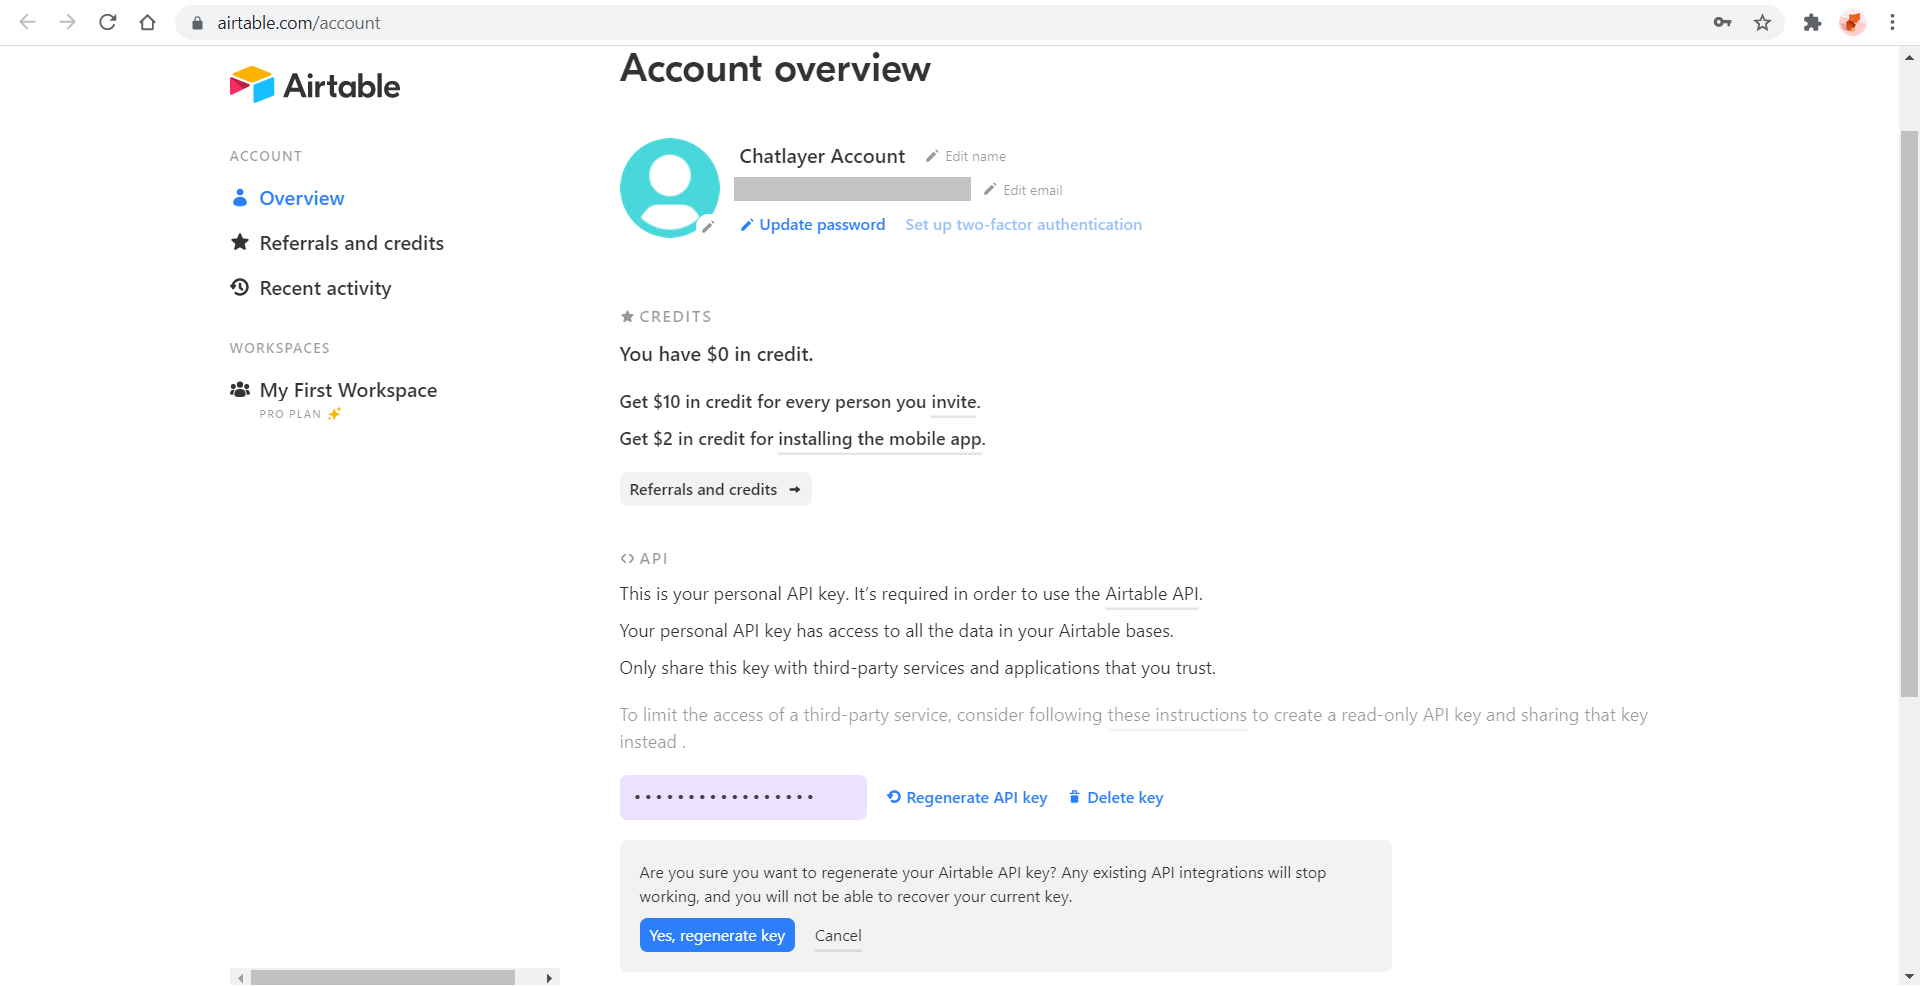 airtable.com/account
Airtable
Account overview
ACCOUNT
Overview
Referrals and credits
Recent activity
WORKSPACES
My First Workspace
PRO PLAN
Chatlayer Account
Edit name
Edit email
Update password
Set up two-factor authentication
CREDITS
You have $0 in credit.
Get $10 in credit for every person you invite.
Get $2 in credit for installing the mobile app.
Referrals and credits
API
This is your personal API key. It’s required in order to use the Airtable API.
Your personal API key has access to all the data in your Airtable bases.
Only share this key with third-party services and applications that you trust.
To limit the access of a third-party service, consider following these instructions to create a read-only API key and sharing that key
instead .
•••••••••••••••••
Regenerate API key
Delete key
Are you sure you want to regenerate your Airtable API key? Any existing API integrations will stop
working, and you will not be able to recover your current key.
Yes, regenerate key
Cancel